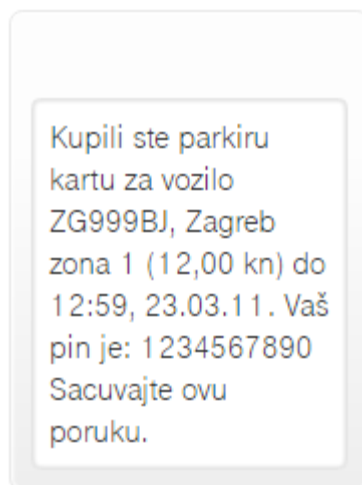 Kupili ste parkiru
kartu za vozilo
ZG999BJ, Zagreb
zona 1 (12,00 kn) do
12:59, 23.03.11. Vaš
pin je: 1234567890
Sacuvajte ovu
poruku.